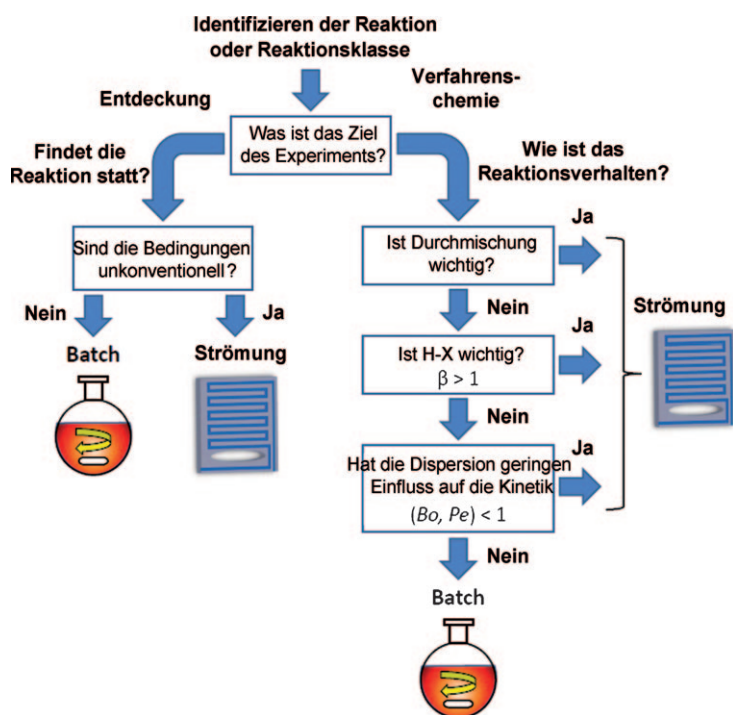 Identifizieren der Reaktion
oder Reaktionsklasse
Entdeckung
Verfahrens-
chemie
Was ist das Ziel
des Experiments?
Findet die
Reaktion statt?
Wie ist das
Reaktionsverhalten?
Sind die Bedingungen
unkonventionell?
Nein
Ja
Batch
Strömung
Ist Durchmischung
wichtig?
Ja
Nein
Ist H-X wichtig?
β > 1
Ja
Nein
Hat die Dispersion geringen
Einfluss auf die Kinetik
(Bo, Pe) < 1
Ja
Strömung
Nein
Batch